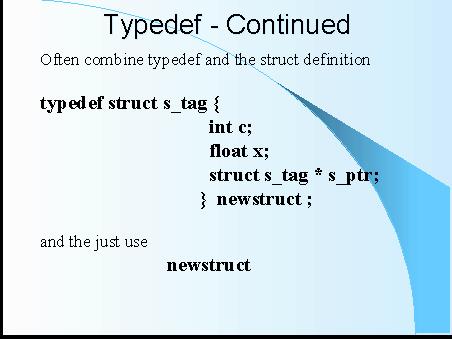 Typedef - Continued
Often combine typedef and the struct definition
typedef struct s_tag {
int c;
float x;
struct s_tag * s_ptr;
} newstruct ;
and the just use
newstruct